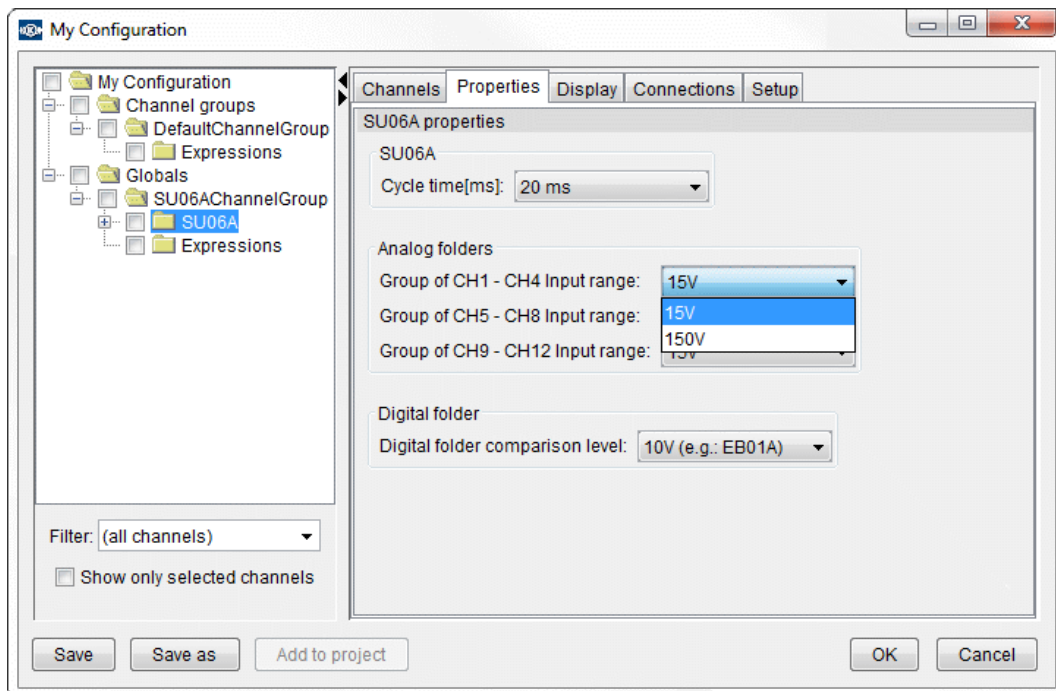 My Configuration
My Configuration
Channel groups
DefaultChannelGroup
Expressions
Globals
SU06AChannelGroup
SU06A
Expressions
Filter: (all channels)
Show only selected channels
Channels Properties Display Connections Setup
SU06A properties
SU06A
Cycle time[ms]: 20 ms
Analog folders
Group of CH1 - CH4 Input range: 15V
15V
Group of CH5 - CH8 Input range:
150V
Group of CH9 - CH12 Input range: 15V
Digital folder
Digital folder comparison level: 10V (e.g.: EB01A)
Save Save as Add to project OK Cancel